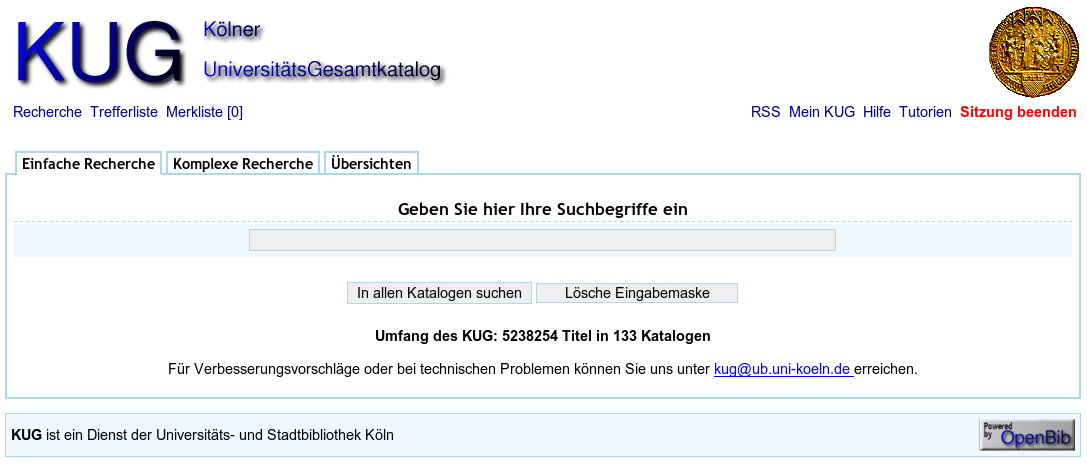 KUG Kölner
UniversitätsGesamtkatalog
Recherche Trefferliste Merkliste [0] RSS Mein KUG Hilfe Tutorien Sitzung beenden
Einfache Recherche Komplexe Recherche Übersichten
Geben Sie hier Ihre Suchbegriffe ein
In allen Katalogen suchen Lösche Eingabemaske
Umfang des KUG: 5238254 Titel in 133 Katalogen
Für Verbesserungsvorschläge oder bei technischen Problemen können Sie uns unter kug@ub.uni-koeln.de erreichen.
KUG ist ein Dienst der Universitäts- und Stadtbibliothek Köln
Powered
by OpenBib